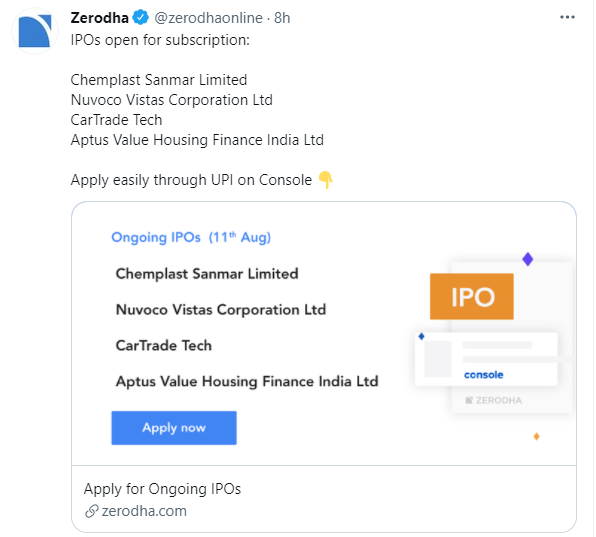 Zerodha @zerodhaonline · 8h
IPOs open for subscription:
Chemplast Sanmar Limited
Nuvoco Vistas Corporation Ltd
CarTrade Tech
Aptus Value Housing Finance India Ltd
Apply easily through UPI on Console 👇
Ongoing IPOs (11th Aug)
Chemplast Sanmar Limited
Nuvoco Vistas Corporation Ltd
CarTrade Tech
Aptus Value Housing Finance India Ltd
Apply now
IPO
console
ZERODHA
Apply for Ongoing IPOs
zerodha.com